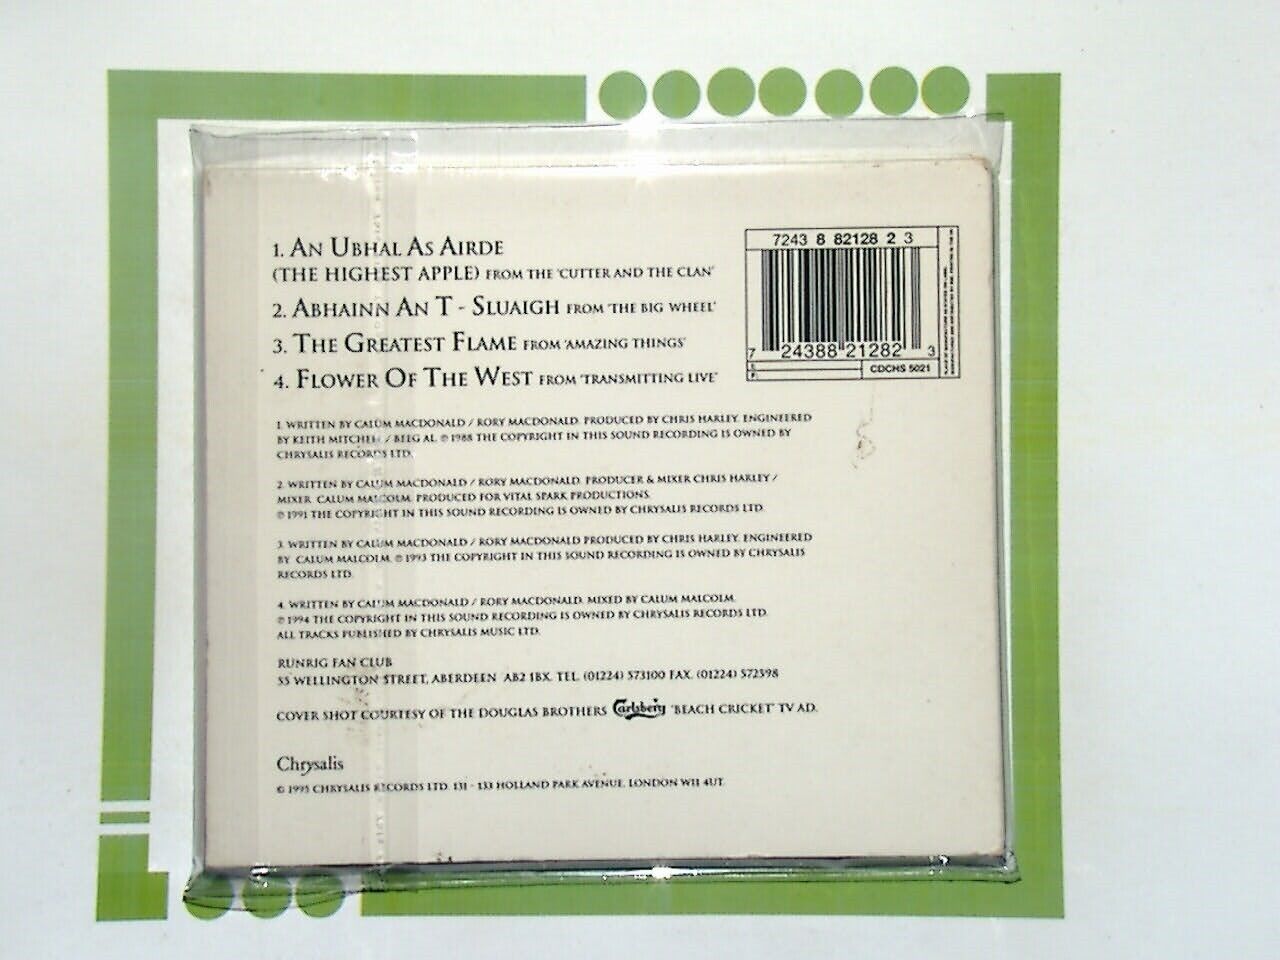 1. AN UBHAL AS AIRDE
(THE HIGHEST APPLE) FROM THE 'CUTTER AND THE CLAN'
2. ABHAINN AN T - SLUAIGH FROM 'THE BIG WHEEL'
3. THE GREATEST FLAME FROM 'AMAZING THINGS'
4. FLOWER OF THE WEST FROM 'TRANSMITTING LIVE'
7243 8 82128 2 3
7 24388 21282 3
CDCHS 5021
1. WRITTEN BY CALUM MACDONALD / RORY MACDONALD. PRODUCED BY CHRIS HARLEY. ENGINEERED
BY KEITH MITCHELL / BEEG AL. ℗ 1988 THE COPYRIGHT IN THIS SOUND RECORDING IS OWNED BY
CHRYSALIS RECORDS LTD.
2. WRITTEN BY CALUM MACDONALD / RORY MACDONALD. PRODUCER & MIXER CHRIS HARLEY /
MIXER CALUM MALCOLM. PRODUCED FOR VITAL SPARK PRODUCTIONS.
℗ 1991 THE COPYRIGHT IN THIS SOUND RECORDING IS OWNED BY CHRYSALIS RECORDS LTD.
3. WRITTEN BY CALUM MACDONALD / RORY MACDONALD PRODUCED BY CHRIS HARLEY. ENGINEERED
BY CALUM MALCOLM. ℗ 1993 THE COPYRIGHT IN THIS SOUND RECORDING IS OWNED BY CHRYSALIS
RECORDS LTD.
4. WRITTEN BY CALUM MACDONALD / RORY MACDONALD. MIXED BY CALUM MALCOLM.
℗ 1994 THE COPYRIGHT IN THIS SOUND RECORDING IS OWNED BY CHRYSALIS RECORDS LTD.
ALL TRACKS PUBLISHED BY CHRYSALIS MUSIC LTD.
RUNRIG FAN CLUB
55 WELLINGTON STREET, ABERDEEN AB2 1BX. TEL. (01224) 573100 FAX. (01224) 572598
COVER SHOT COURTESY OF THE DOUGLAS BROTHERS Carlsberg 'BEACH CRICKET' TV AD.
Chrysalis
© 1995 CHRYSALIS RECORDS LTD. 131 - 133 HOLLAND PARK AVENUE. LONDON W11 4UT.